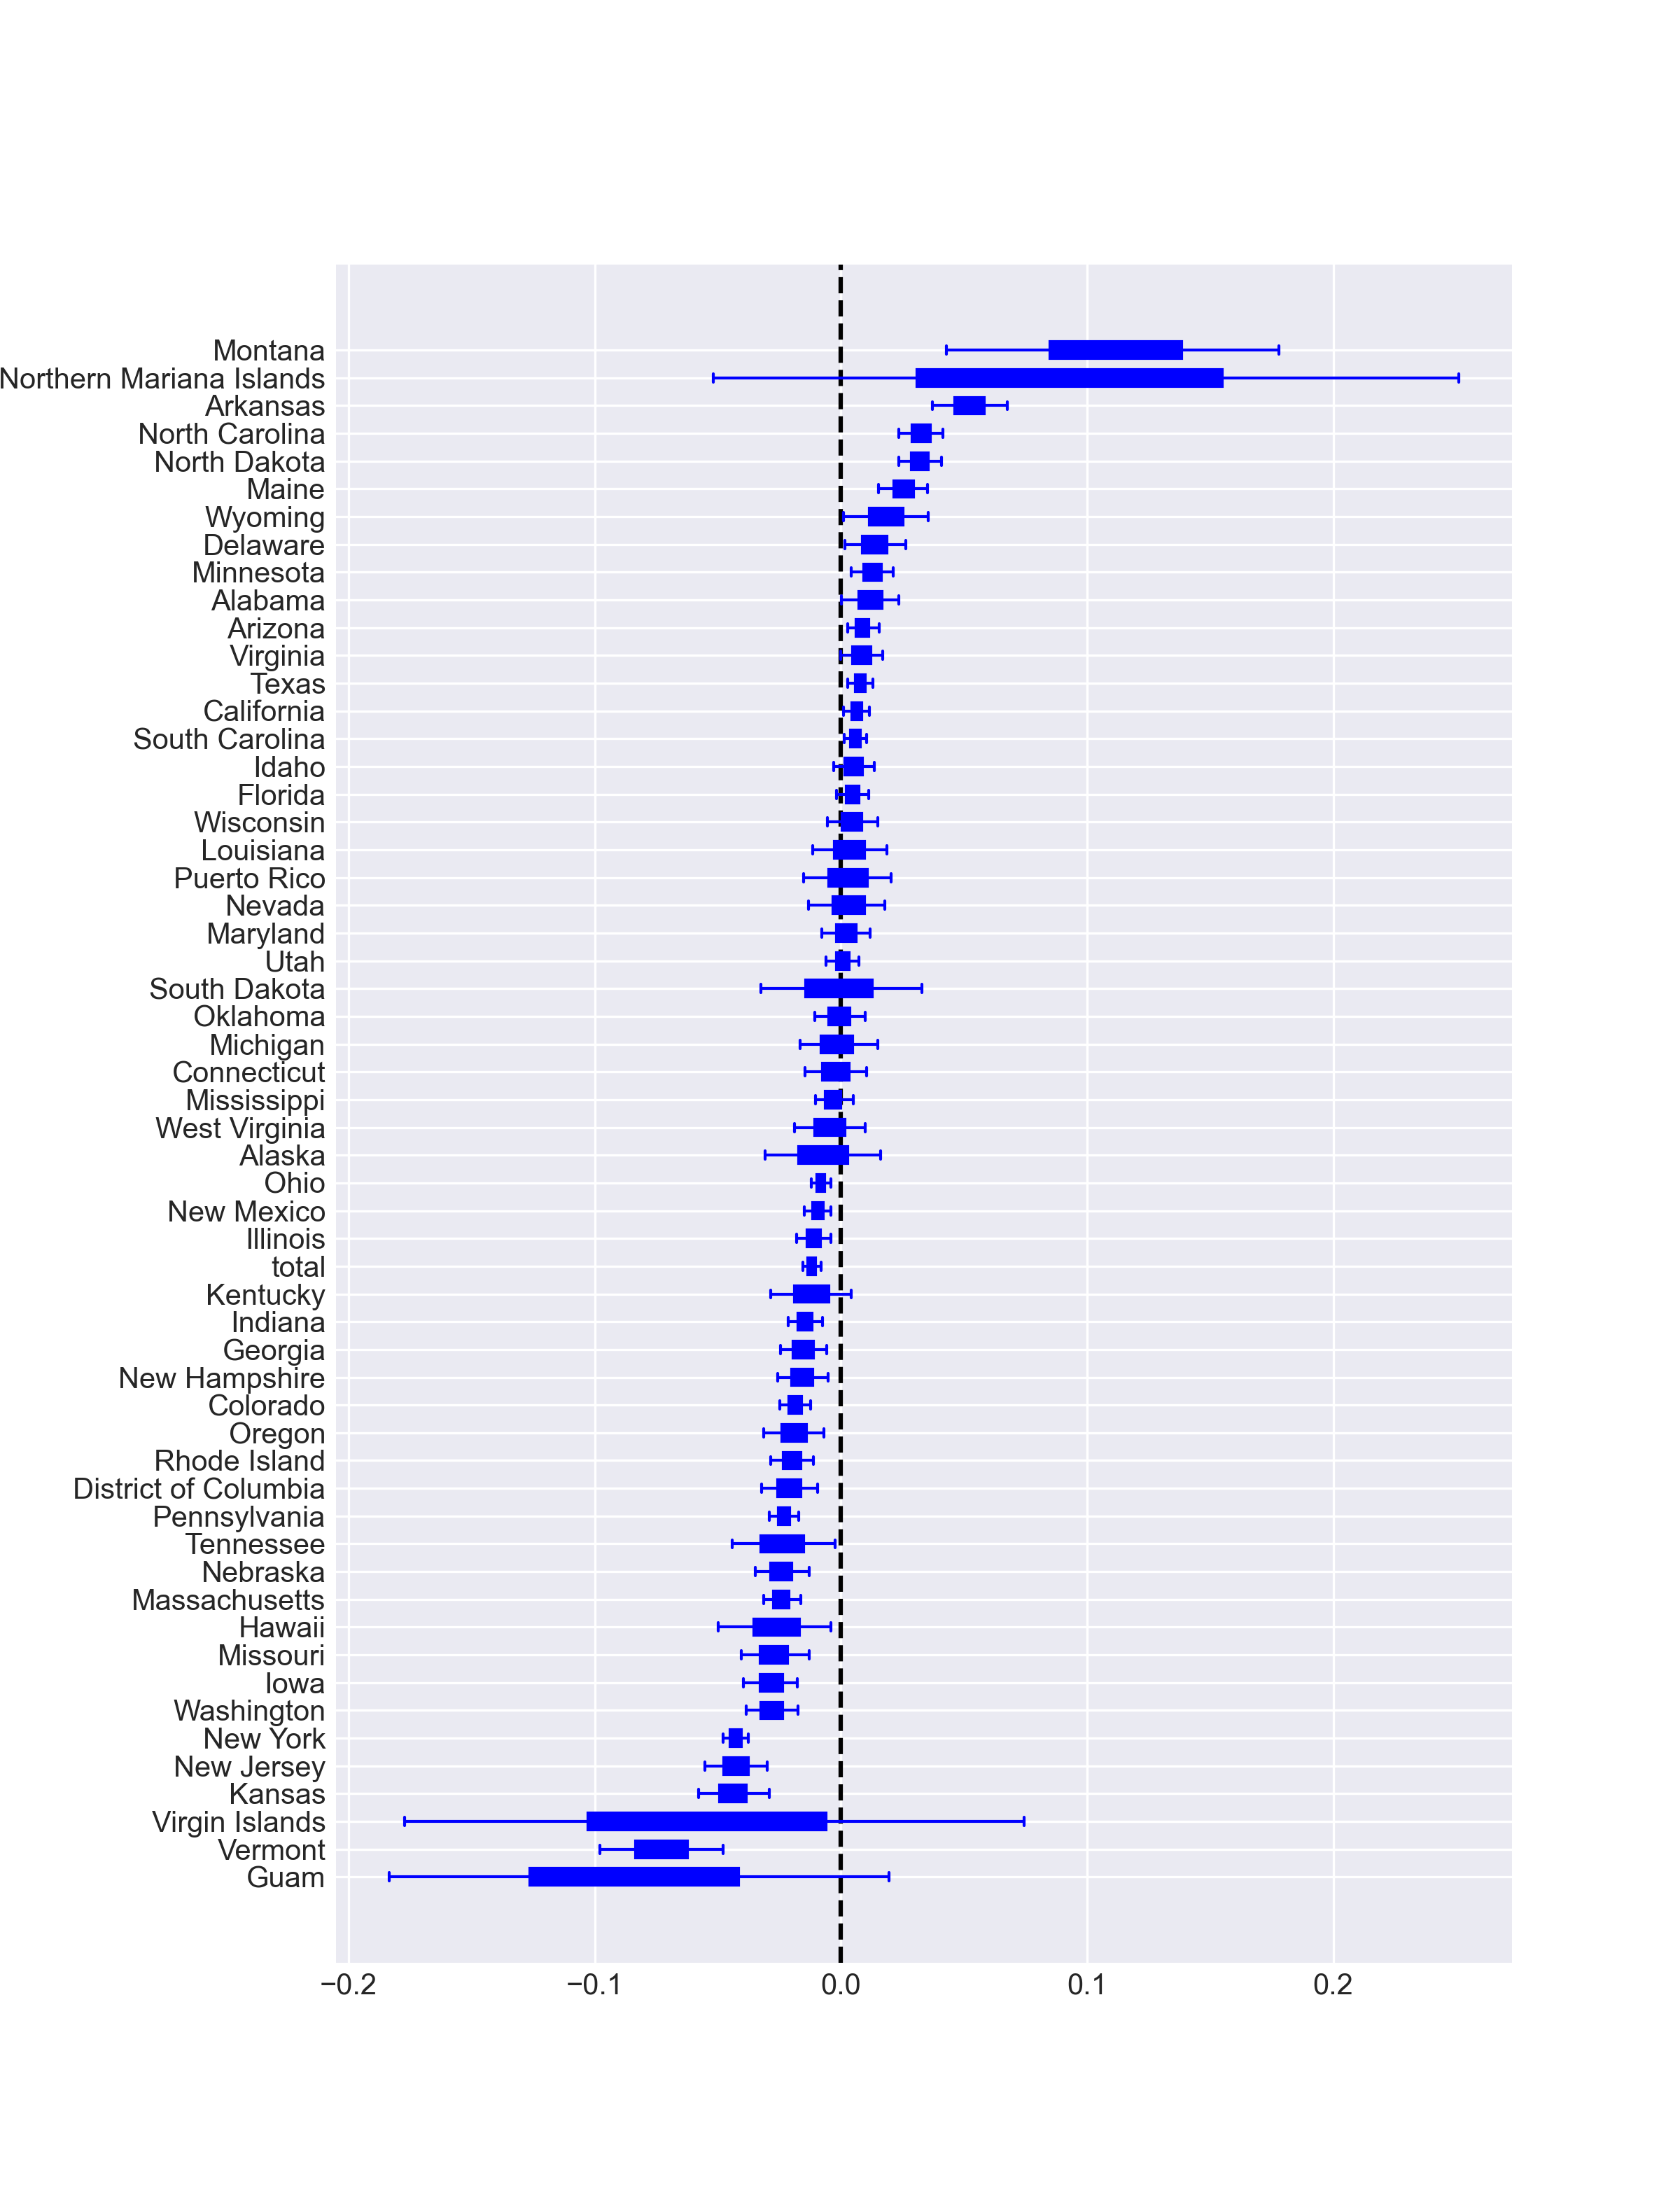 Montana
Northern Mariana Islands
Arkansas
North Carolina
North Dakota
Maine
Wyoming
Delaware
Minnesota
Alabama
Arizona
Virginia
Texas
California
South Carolina
Idaho
Florida
Wisconsin
Louisiana
Puerto Rico
Nevada
Maryland
Utah
South Dakota
Oklahoma
Michigan
Connecticut
Mississippi
West Virginia
Alaska
Ohio
New Mexico
Illinois
total
Kentucky
Indiana
Georgia
New Hampshire
Colorado
Oregon
Rhode Island
District of Columbia
Pennsylvania
Tennessee
Nebraska
Massachusetts
Hawaii
Missouri
Iowa
Washington
New York
New Jersey
Kansas
Virgin Islands
Vermont
Guam
−0.2 −0.1 0.0 0.1 0.2